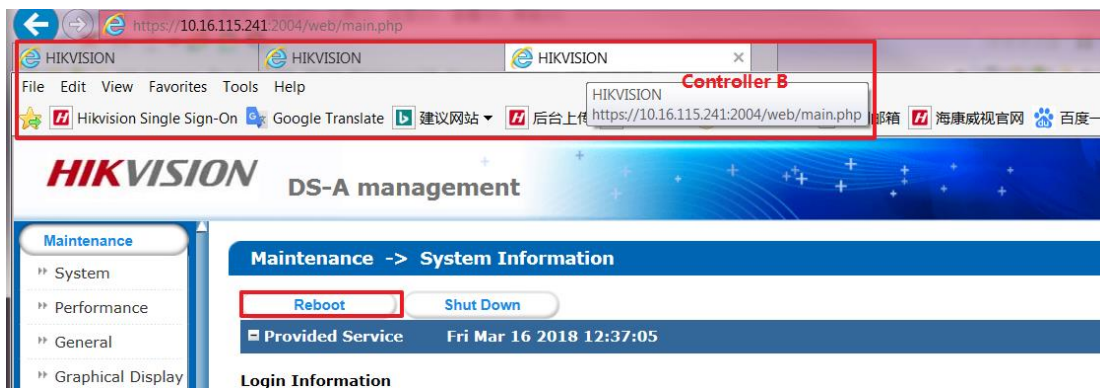 https://10.16.115.241:2004/web/main.php
HIKVISION HIKVISION HIKVISION
Controller B
File Edit View Favorites Tools Help
HIKVISION
https://10.16.115.241:2004/web/main.php
Hikvision Single Sign-On Google Translate 建议网站 后台上传 邮箱 海康威视官网 百度一
HIKVISION DS-A management
Maintenance
Maintenance -> System Information
System
Reboot Shut Down
Performance
Provided Service Fri Mar 16 2018 12:37:05
General
Graphical Display
Login Information